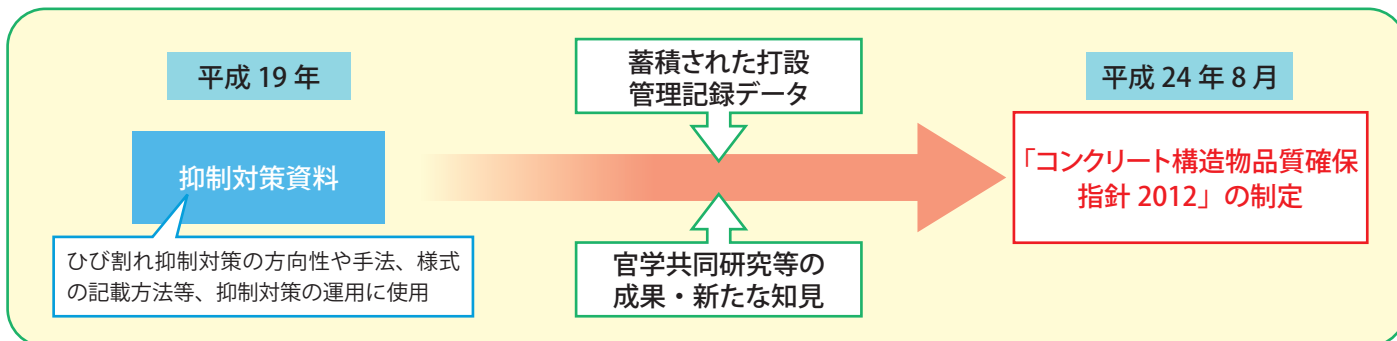 平成 19 年
抑制対策資料
ひび割れ抑制対策の方向性や手法、様式
の記載方法等、抑制対策の運用に使用
蓄積された打設
管理記録データ
官学共同研究等の
成果・新たな知見
平成 24 年 8 月
「コンクリート構造物品質確保
指針 2012」の制定